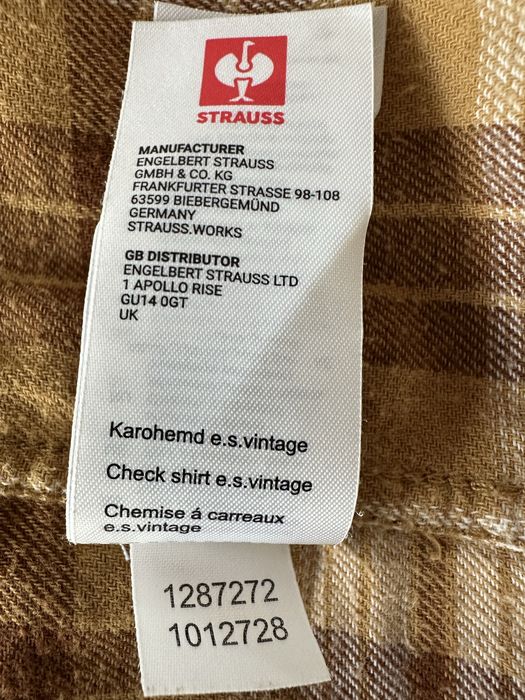 STRAUSS
MANUFACTURER
ENGELBERT STRAUSS
GMBH & CO. KG
FRANKFURTER STRASSE 98-108
63599 BIEBERGEMÜND
GERMANY
STRAUSS.WORKS
GB DISTRIBUTOR
ENGELBERT STRAUSS LTD
1 APOLLO RISE
GU14 0GT
UK
Karohemd e.s.vintage
Check shirt e.s.vintage
Chemise á carreaux
e.s.vintage
1287272
1012728